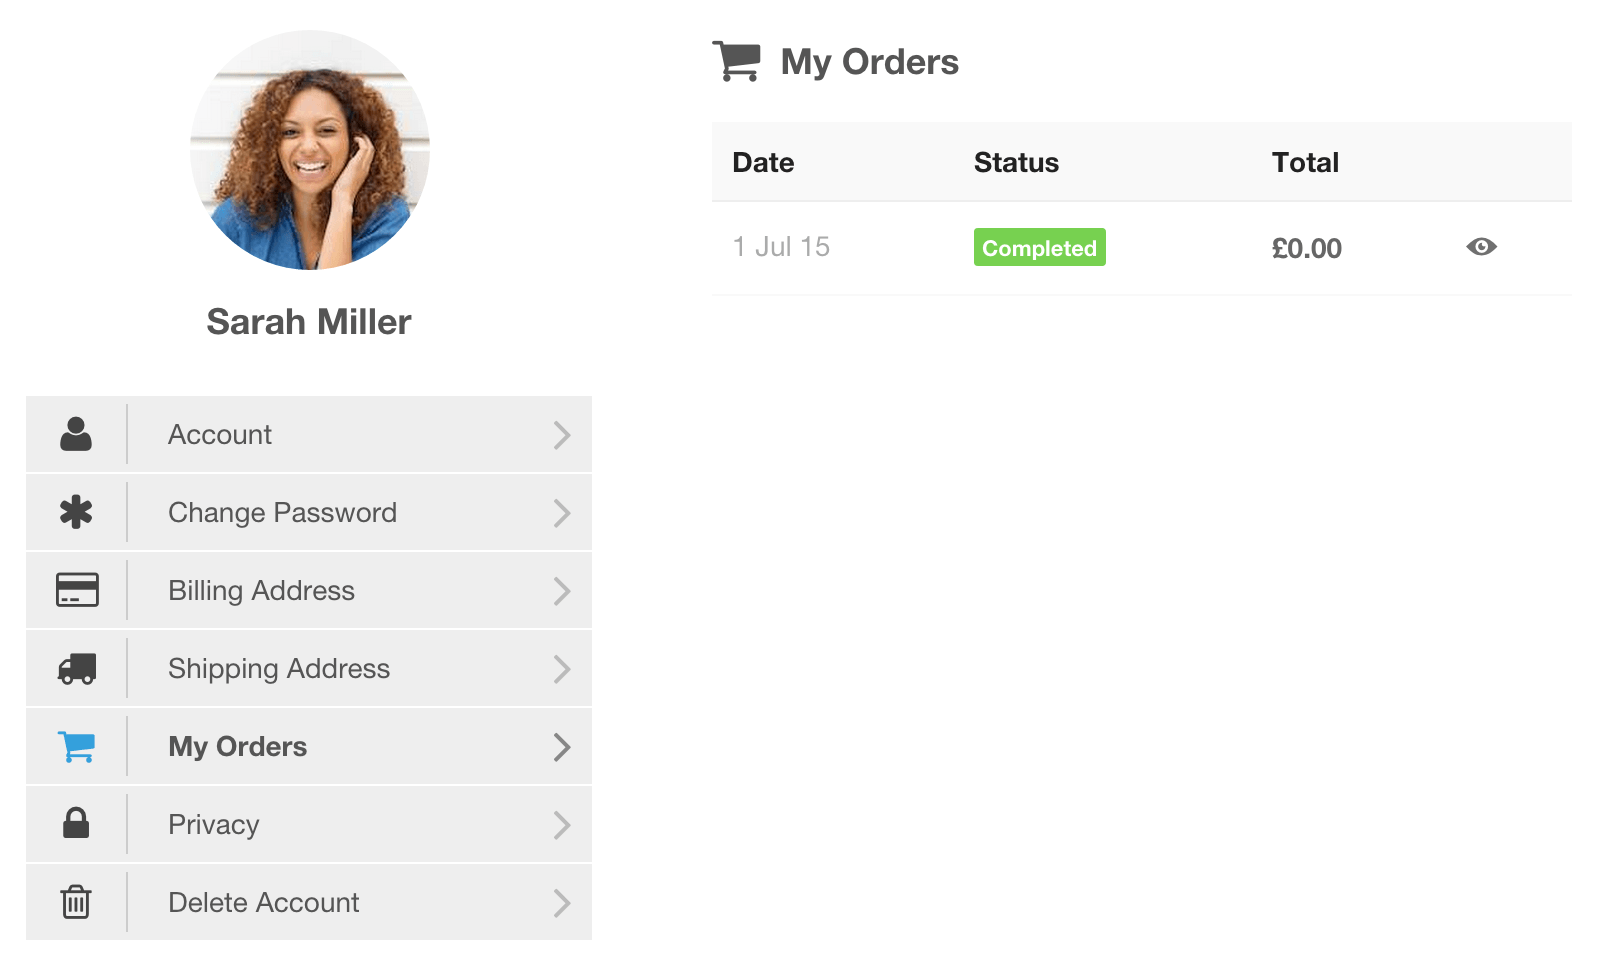 Sarah Miller
Account
Change Password
Billing Address
Shipping Address
My Orders
Privacy
Delete Account
My Orders
Date Status Total
1 Jul 15 Completed £0.00